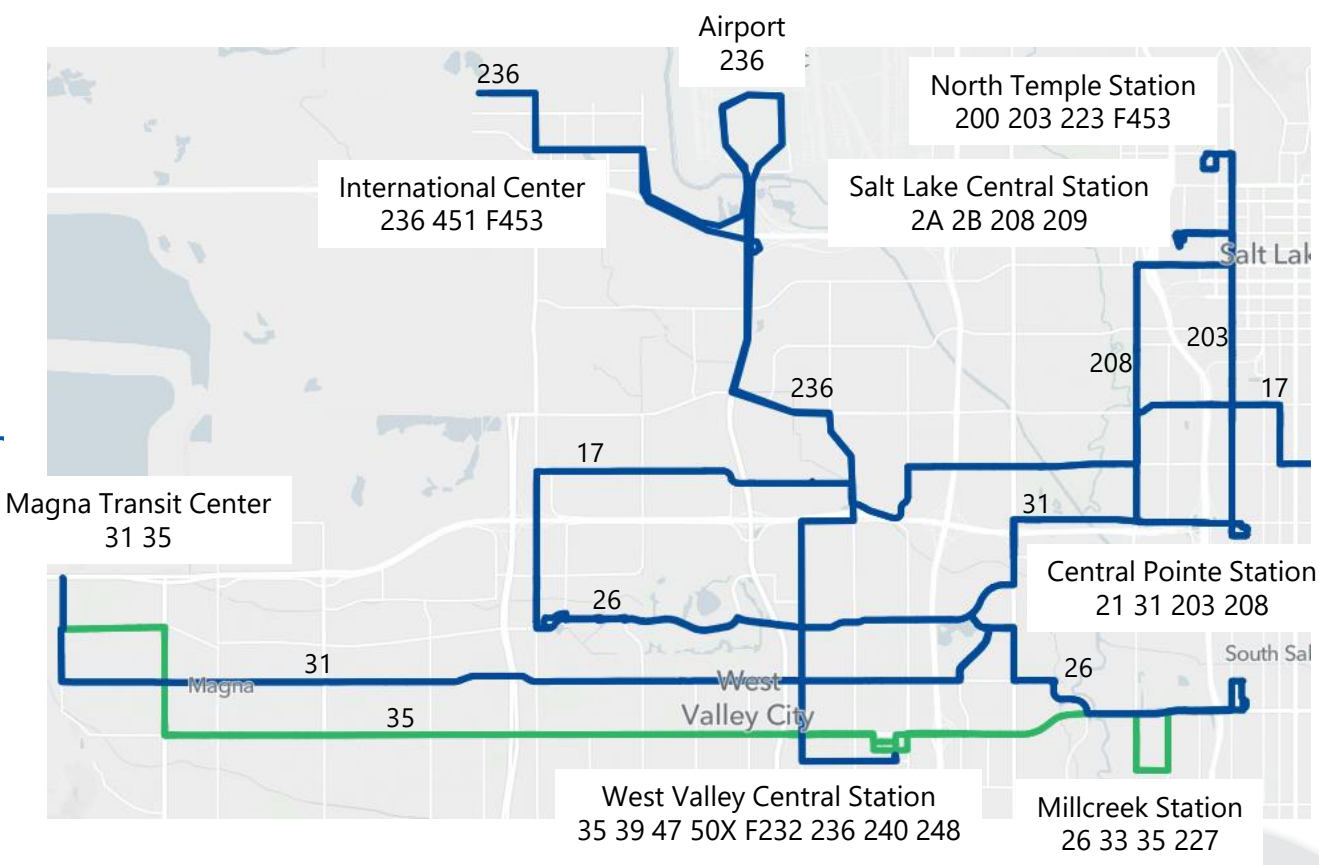 Airport
236
236
North Temple Station
200 203 223 F453
International Center
236 451 F453
Salt Lake Central Station
2A 2B 208 209
Salt Lak
203
208
236
17
17
Magna Transit Center
31 35
31
Central Pointe Station
21 31 203 208
26
South Sal
31
Magna
West
Valley City
26
35
West Valley Central Station
35 39 47 50X F232 236 240 248
Millcreek Station
26 33 35 227